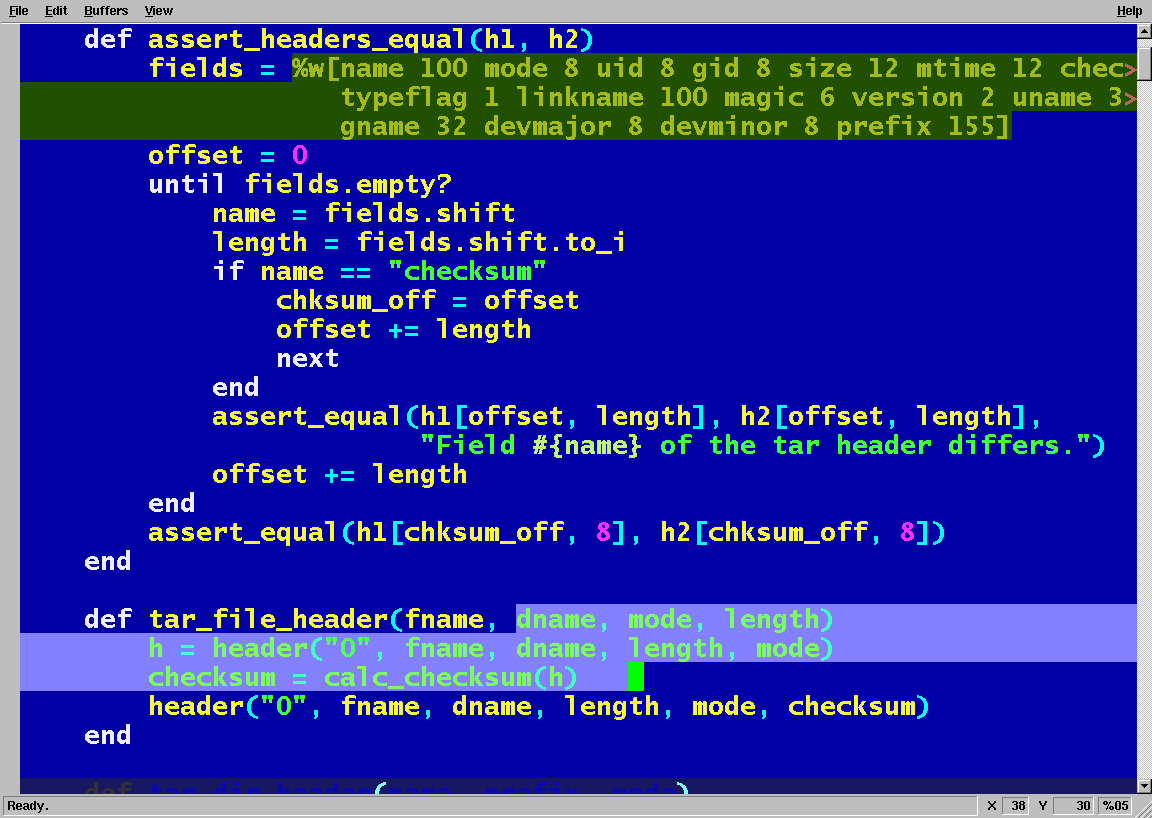 File Edit Buffers View Help
def assert_headers_equal(h1, h2)
fields = %w[name 100 mode 8 uid 8 gid 8 size 12 mtime 12 chec>
typeflag 1 linkname 100 magic 6 version 2 uname 3>
gname 32 devmajor 8 devminor 8 prefix 155]
offset = 0
until fields.empty?
name = fields.shift
length = fields.shift.to_i
if name == "checksum"
chksum_off = offset
offset += length
next
end
assert_equal(h1[offset, length], h2[offset, length],
"Field #{name} of the tar header differs.")
offset += length
end
assert_equal(h1[chksum_off, 8], h2[chksum_off, 8])
end
def tar_file_header(fname, dname, mode, length)
h = header("0", fname, dname, length, mode)
checksum = calc_checksum(h)
header("0", fname, dname, length, mode, checksum)
end
def tar_dir_header(name, prefix, mode)
Ready. X 38 Y 30 %05